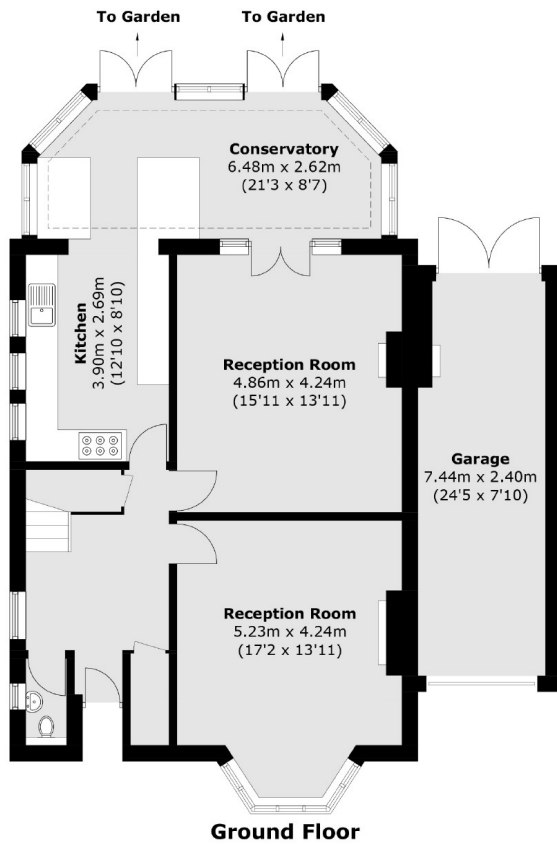 To Garden
To Garden
Conservatory
6.48m x 2.62m
(21'3 x 8'7)
Kitchen
3.90m x 2.69m
(12'10 x 8'10)
Reception Room
4.86m x 4.24m
(15'11 x 13'11)
Garage
7.44m x 2.40m
(24'5 x 7'10)
Reception Room
5.23m x 4.24m
(17'2 x 13'11)
Ground Floor